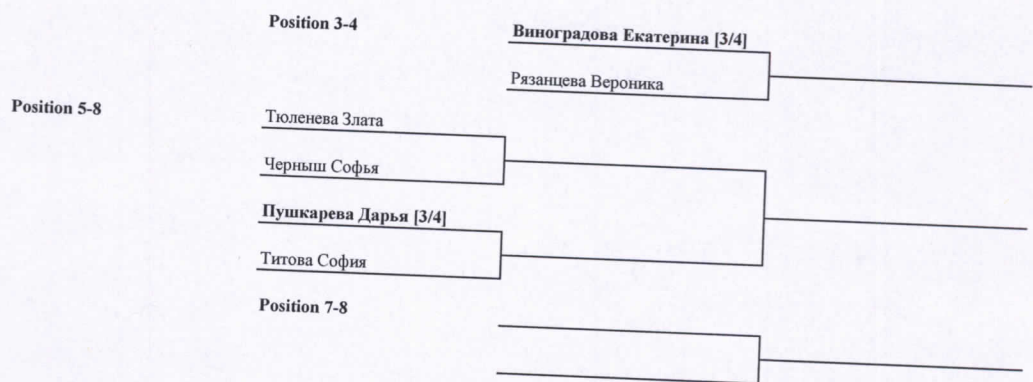 Position 3-4
Виноградова Екатерина [3/4]
Рязанцева Вероника
Position 5-8
Тюленева Злата
Черныш Софья
Пушкарева Дарья [3/4]
Титова София
Position 7-8